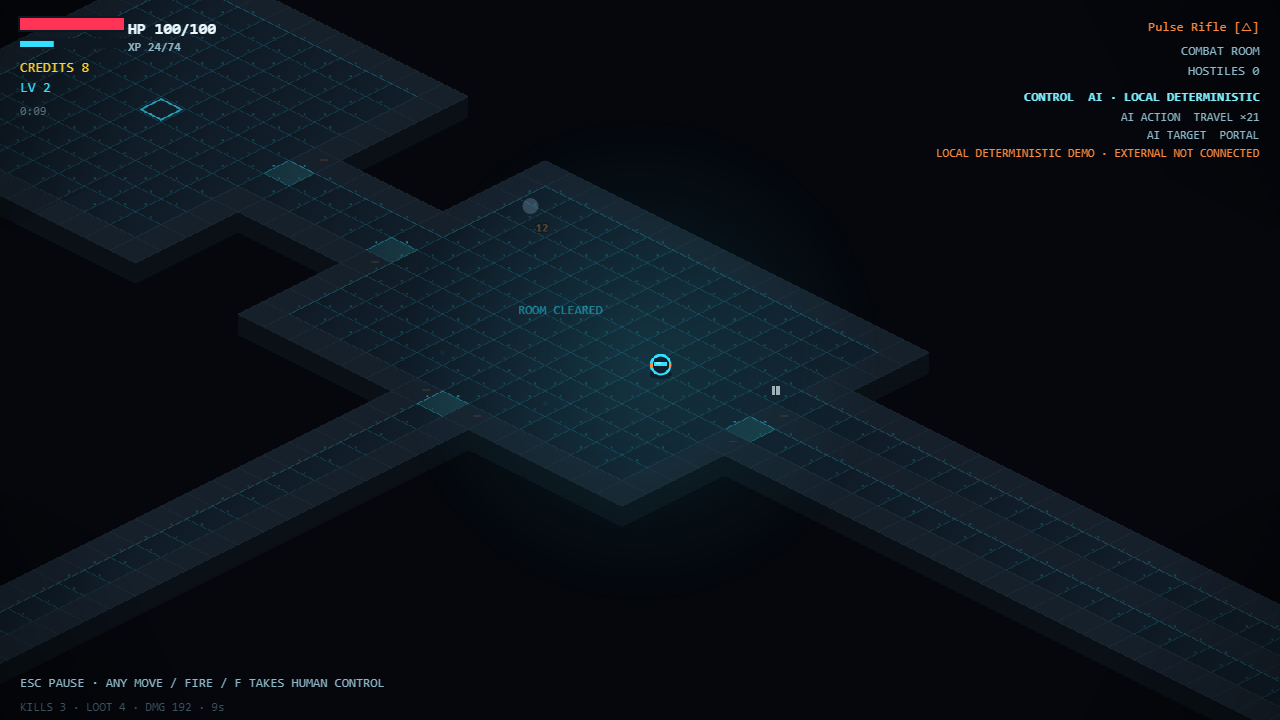 HP 100/100
XP 24/74
CREDITS 8
LV 2
0:09
Pulse Rifle [△]
COMBAT ROOM
HOSTILES 0
CONTROL  AI · LOCAL DETERMINISTIC
AI ACTION  TRAVEL ×21
AI TARGET  PORTAL
LOCAL DETERMINISTIC DEMO · EXTERNAL NOT CONNECTED
12
ROOM CLEARED
ESC PAUSE · ANY MOVE / FIRE / F TAKES HUMAN CONTROL
KILLS 3 · LOOT 4 · DMG 192 · 9s